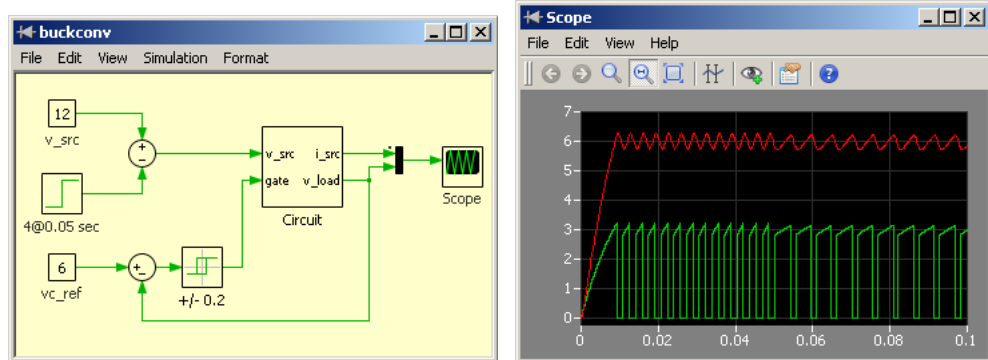 buckconv
File Edit View Simulation Format
12
v_src
+
−
4@0.05 sec
6
vc_ref
+
−
+/- 0.2
v_src i_src
gate v_load
Circuit
Scope
Scope
File Edit View Help
7
6
5
4
3
2
1
0
0 0.02 0.04 0.06 0.08 0.1